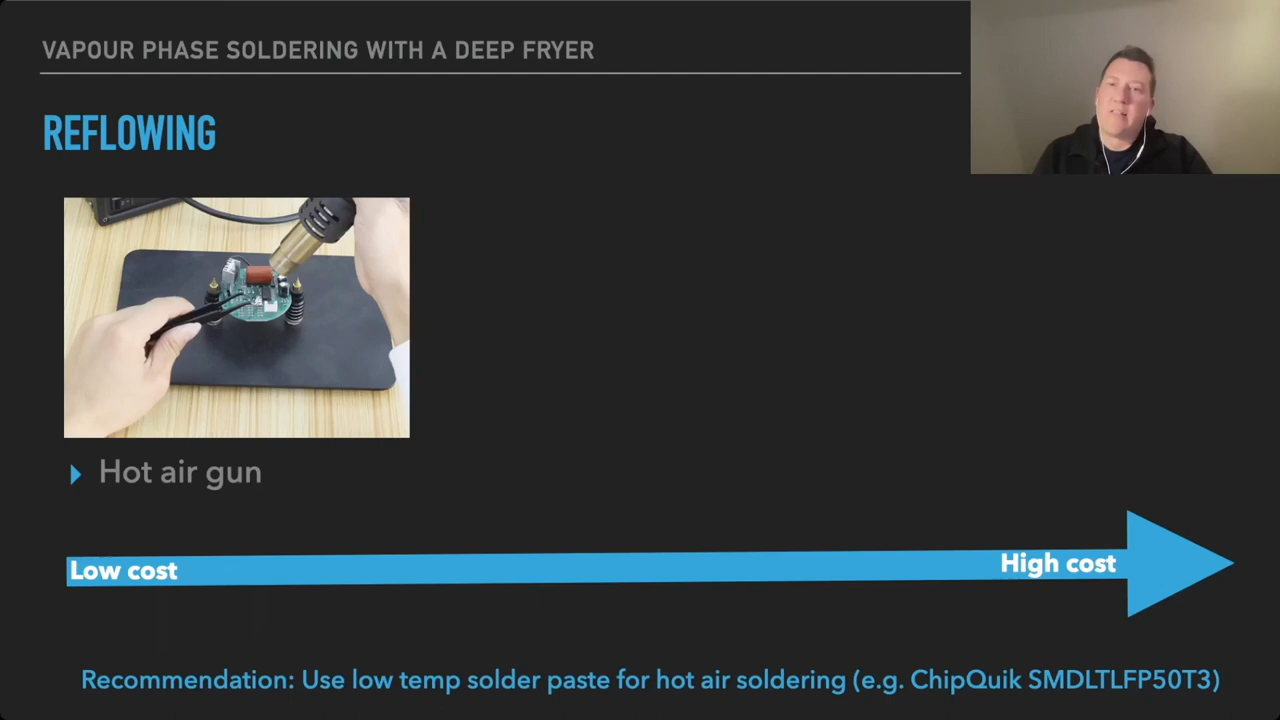 VAPOUR PHASE SOLDERING WITH A DEEP FRYER
REFLOWING
Hot air gun
Low cost
High cost
Recommendation: Use low temp solder paste for hot air soldering (e.g. ChipQuik SMDLTLFP50T3)